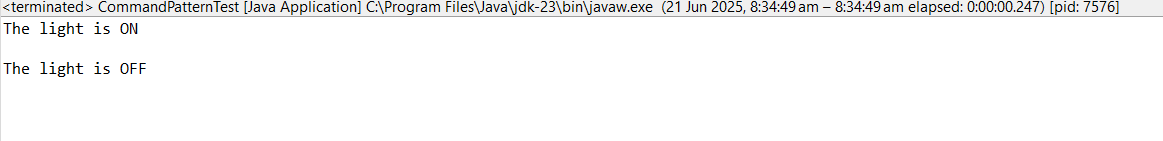 <terminated> CommandPatternTest [Java Application] C:\Program Files\Java\jdk-23\bin\javaw.exe (21 Jun 2025, 8:34:49 am – 8:34:49 am elapsed: 0:00:00.247) [pid: 7576]
The light is ON
The light is OFF